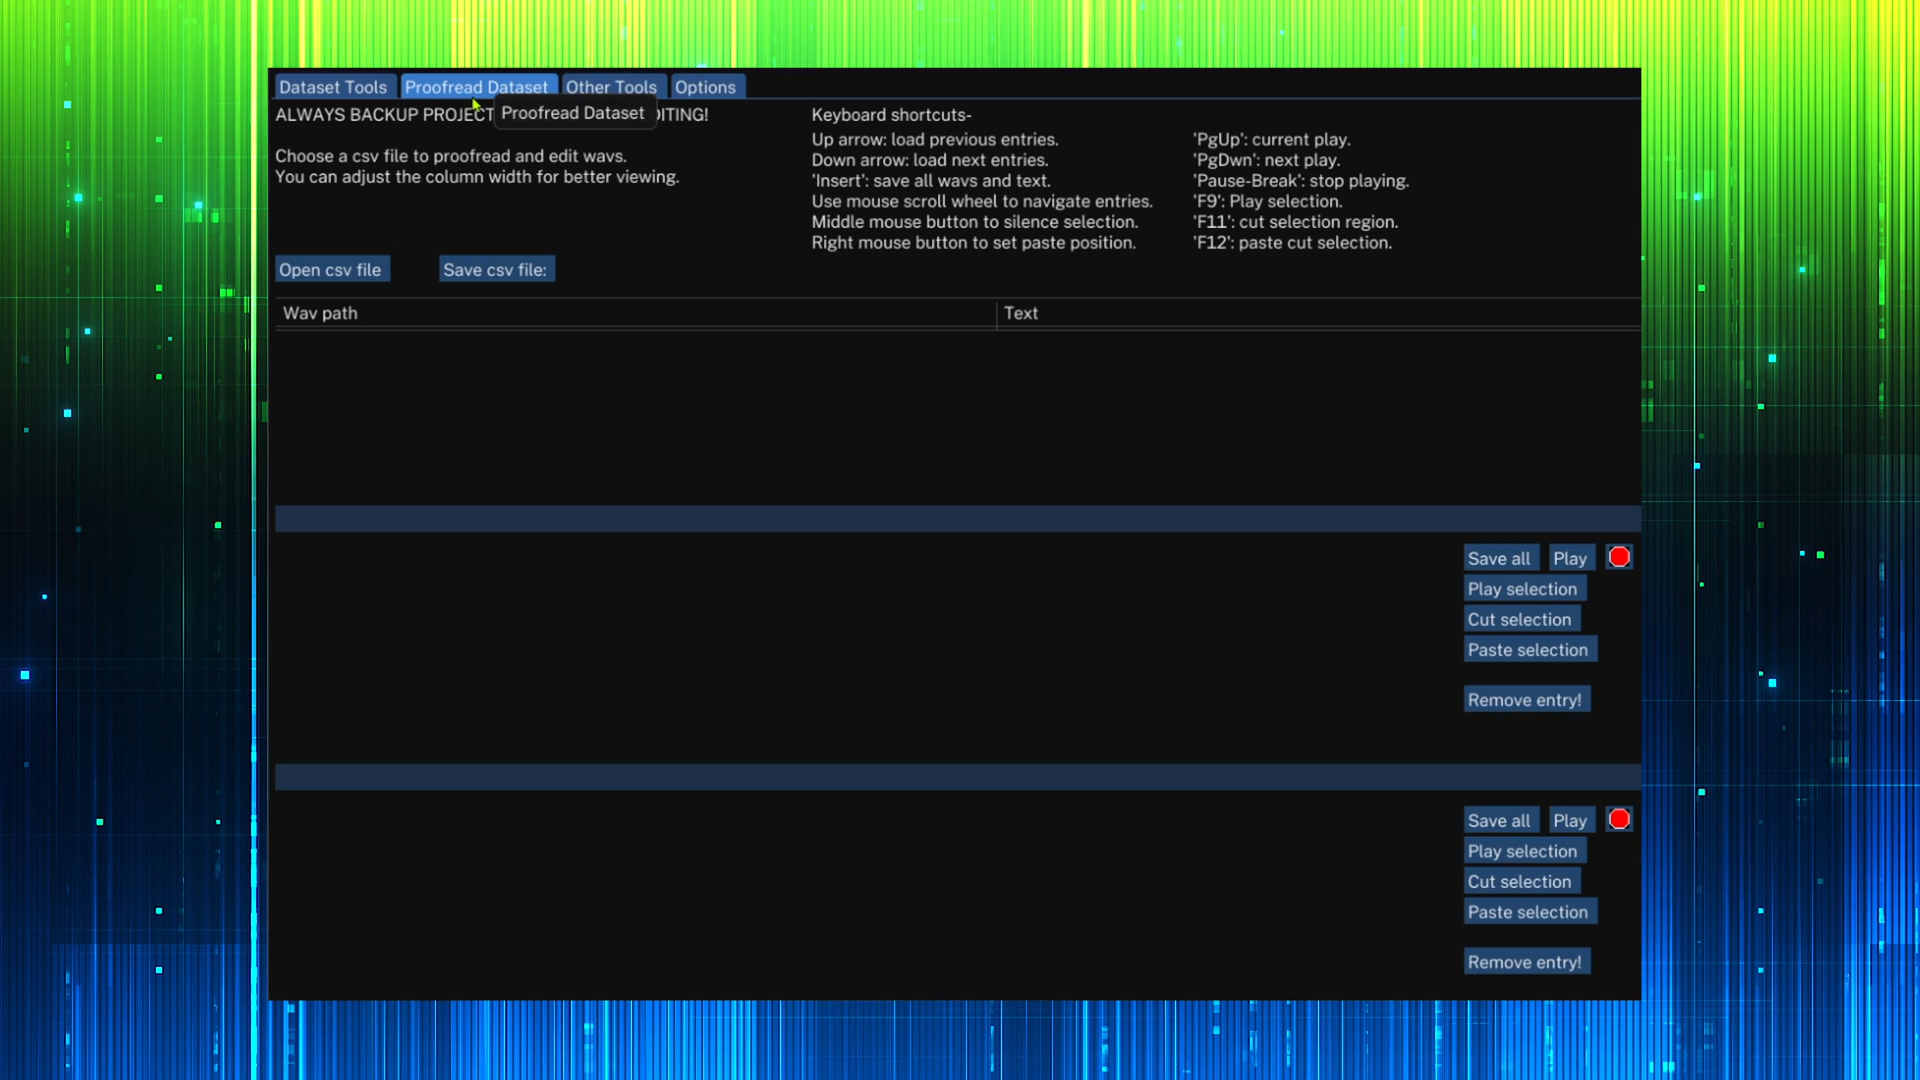 Dataset Tools Proofread Dataset Other Tools Options
ALWAYS BACKUP PROJECT
Proofread Dataset
DITING!
Choose a csv file to proofread and edit wavs.
You can adjust the column width for better viewing.
Keyboard shortcuts-
Up arrow: load previous entries.
Down arrow: load next entries.
'Insert': save all wavs and text.
Use mouse scroll wheel to navigate entries.
Middle mouse button to silence selection.
Right mouse button to set paste position.
'PgUp': current play.
'PgDwn': next play.
'Pause-Break': stop playing.
'F9': Play selection.
'F11': cut selection region.
'F12': paste cut selection.
Open csv file Save csv file:
Wav path Text
Save all Play
Play selection
Cut selection
Paste selection
Remove entry!
Save all Play
Play selection
Cut selection
Paste selection
Remove entry!